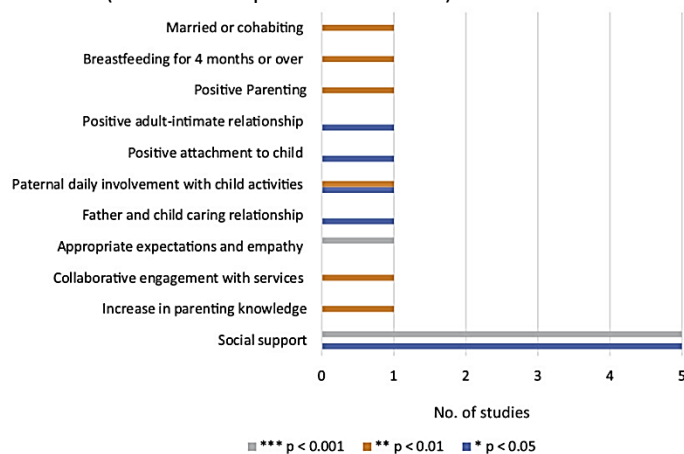 Married or cohabiting
Breastfeeding for 4 months or over
Positive Parenting
Positive adult-intimate relationship
Positive attachment to child
Paternal daily involvement with child activities
Father and child caring relationship
Appropriate expectations and empathy
Collaborative engagement with services
Increase in parenting knowledge
Social support
0 1 2 3 4 5
No. of studies
*** p < 0.001 ** p < 0.01 * p < 0.05